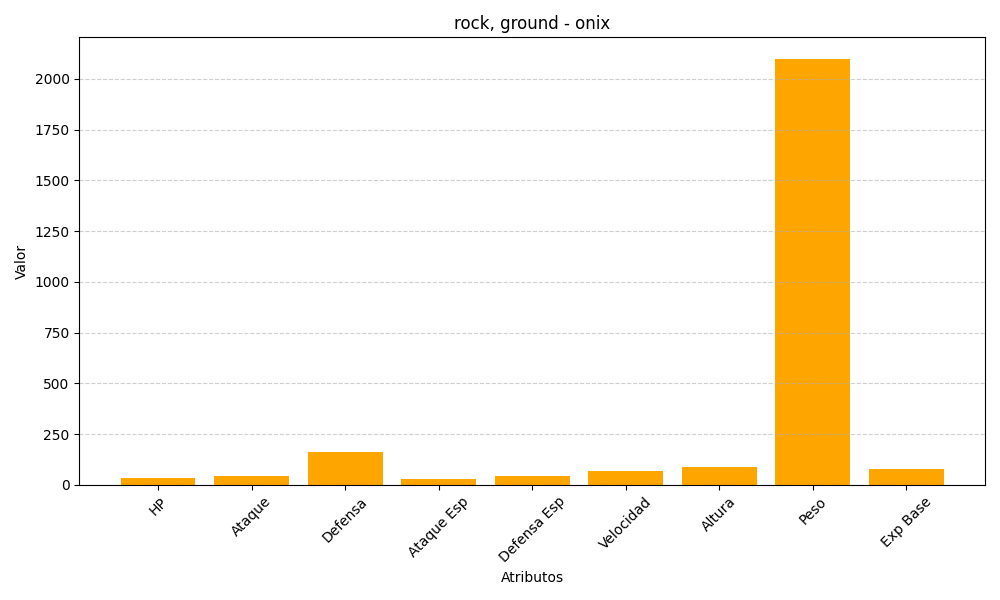 rock, ground - onix
Valor
2000
1750
1500
1250
1000
750
500
250
0
HP
Ataque
Defensa
Ataque Esp
Defensa Esp
Velocidad
Altura
Peso
Exp Base
Atributos